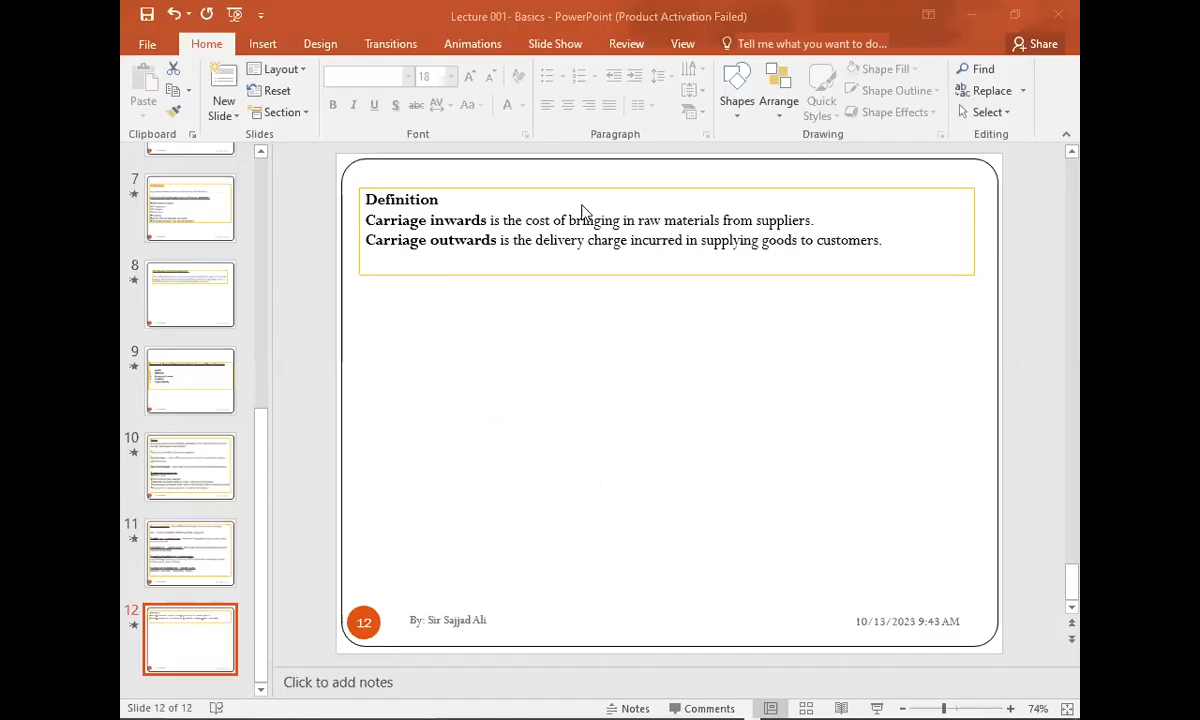 Lecture 001- Basics - PowerPoint (Product Activation Failed)
File Home Insert Design Transitions Animations Slide Show Review View Tell me what you want to do... Share
Paste New Slide Layout Reset Section 18 Shapes Arrange Quick Styles Shape Fill Shape Outline Shape Effects Find Replace Select
B I U S abc AV Aa A
Clipboard Slides Font Paragraph Drawing Editing
7
8
9
10
11
12
Definition
Carriage inwards is the cost of bringing in raw materials from suppliers.
Carriage outwards is the delivery charge incurred in supplying goods to customers.
12 By: Sir Sajjad Ali 10/13/2023 9:43 AM
Click to add notes
Slide 12 of 12 Notes Comments 74%